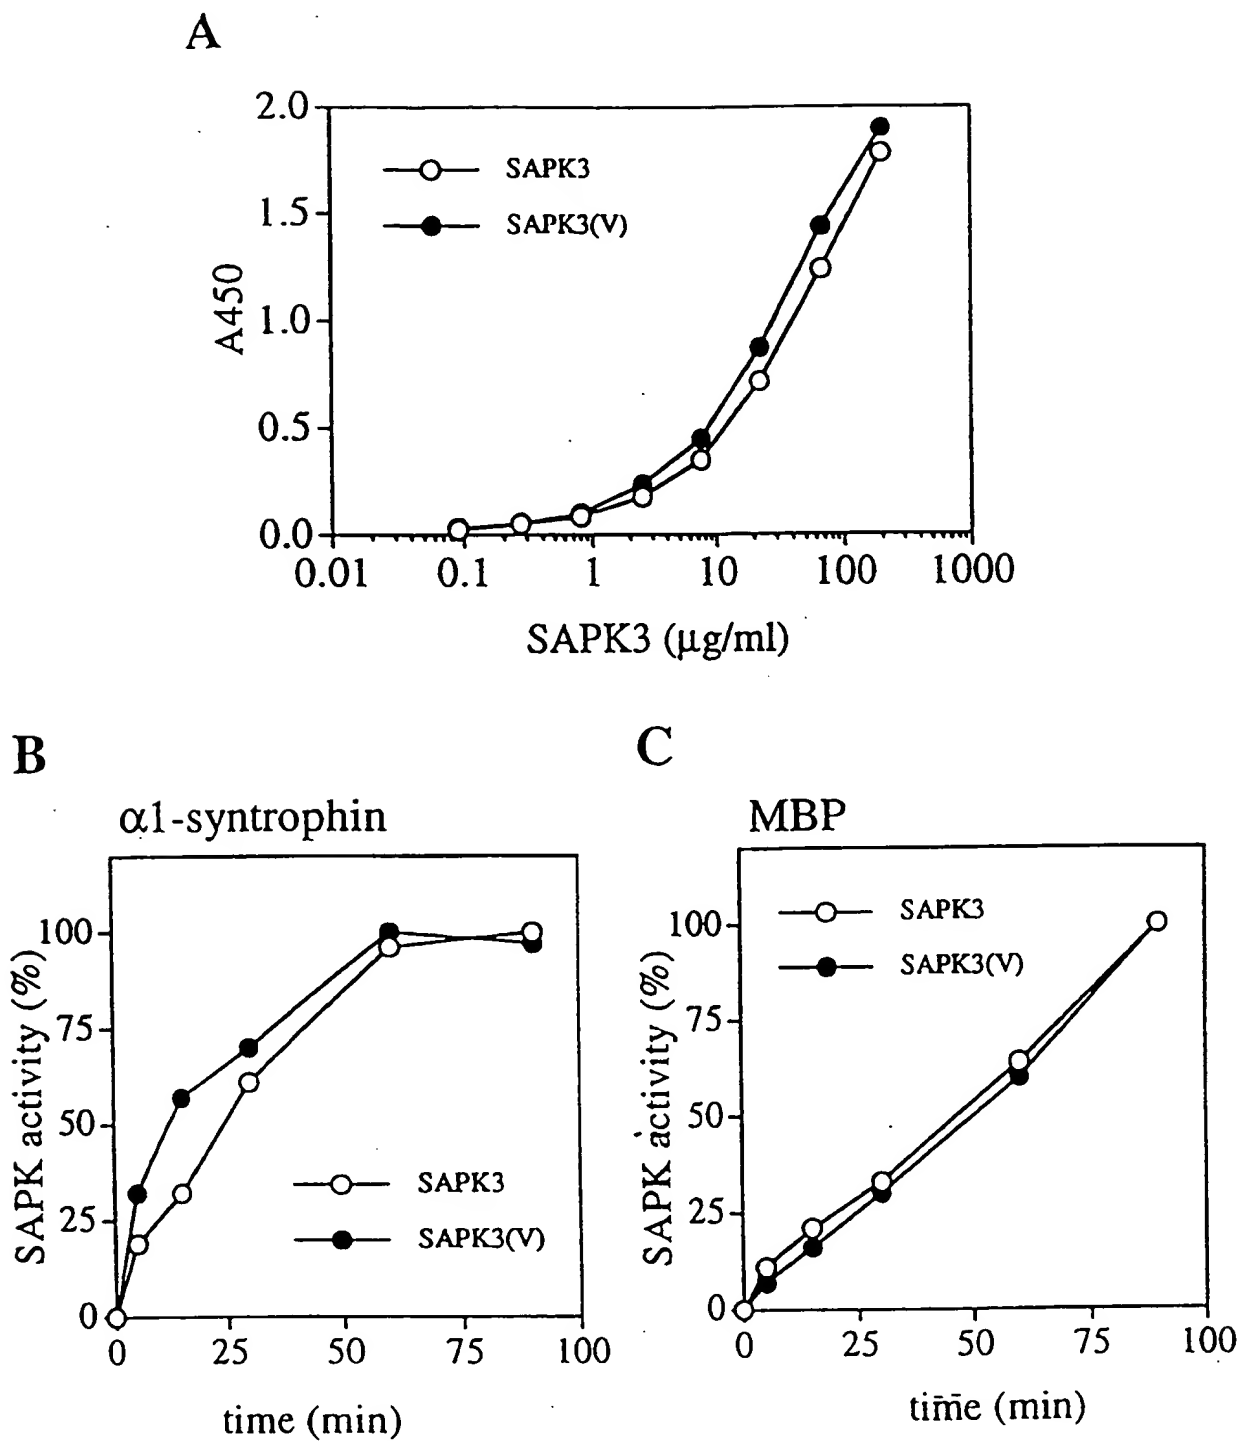 A
2.0
SAPK3
SAPK3(V)
1.5
A450
1.0
0.5
0.0
0.01 0.1 1 10 100 1000
SAPK3 (μg/ml)
B
α1-syntrophin
100
75
50
25
0
SAPK activity (%)
SAPK3
SAPK3(V)
0 25 50 75 100
time (min)
C
MBP
SAPK3
SAPK3(V)
100
75
50
25
0
SAPK activity (%)
0 25 50 75 100
time (min)